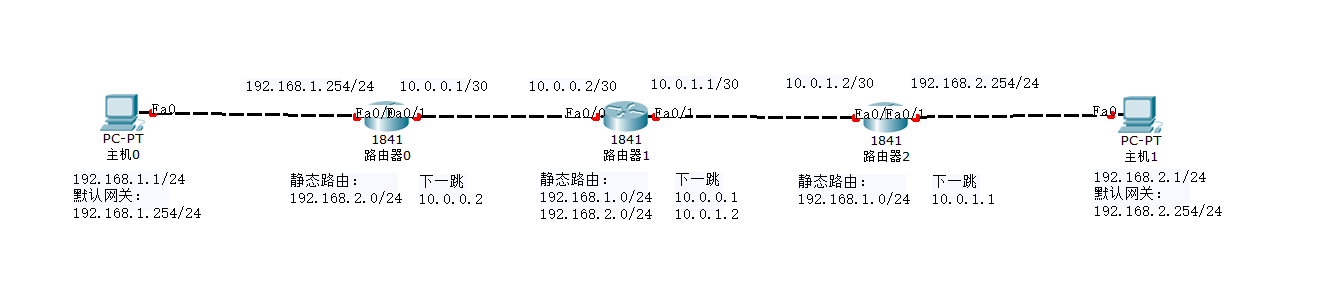 192.168.1.254/24 10.0.0.1/30 10.0.0.2/30 10.0.1.1/30 10.0.1.2/30 192.168.2.254/24
Fa0 Fa0/0 Fa0/1 Fa0/0 Fa0/1 Fa0/0 Fa0/1 Fa0
PC-PT 1841 1841 1841 PC-PT
主机0 路由器0 路由器1 路由器2 主机1
192.168.1.1/24
默认网关:
192.168.1.254/24
静态路由: 下一跳
192.168.2.0/24 10.0.0.2
静态路由: 下一跳
192.168.1.0/24 10.0.0.1
192.168.2.0/24 10.0.1.2
静态路由: 下一跳
192.168.1.0/24 10.0.1.1
192.168.2.1/24
默认网关:
192.168.2.254/24